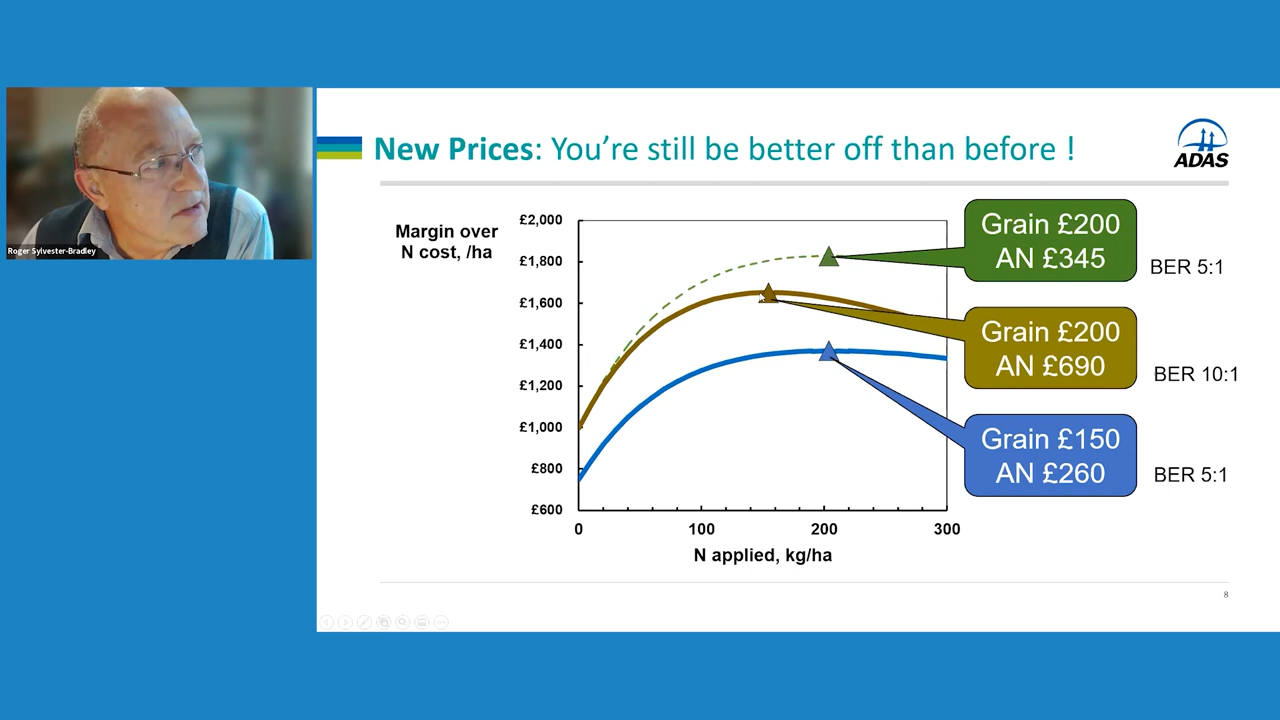 Roger Sylvester-Bradley
New Prices: You're still be better off than before !
ADAS
Margin over
N cost, /ha
£2,000
£1,800
£1,600
£1,400
£1,200
£1,000
£800
£600
0
100
200
300
N applied, kg/ha
Grain £200
AN £345
BER 5:1
Grain £200
AN £690
BER 10:1
Grain £150
AN £260
BER 5:1
8